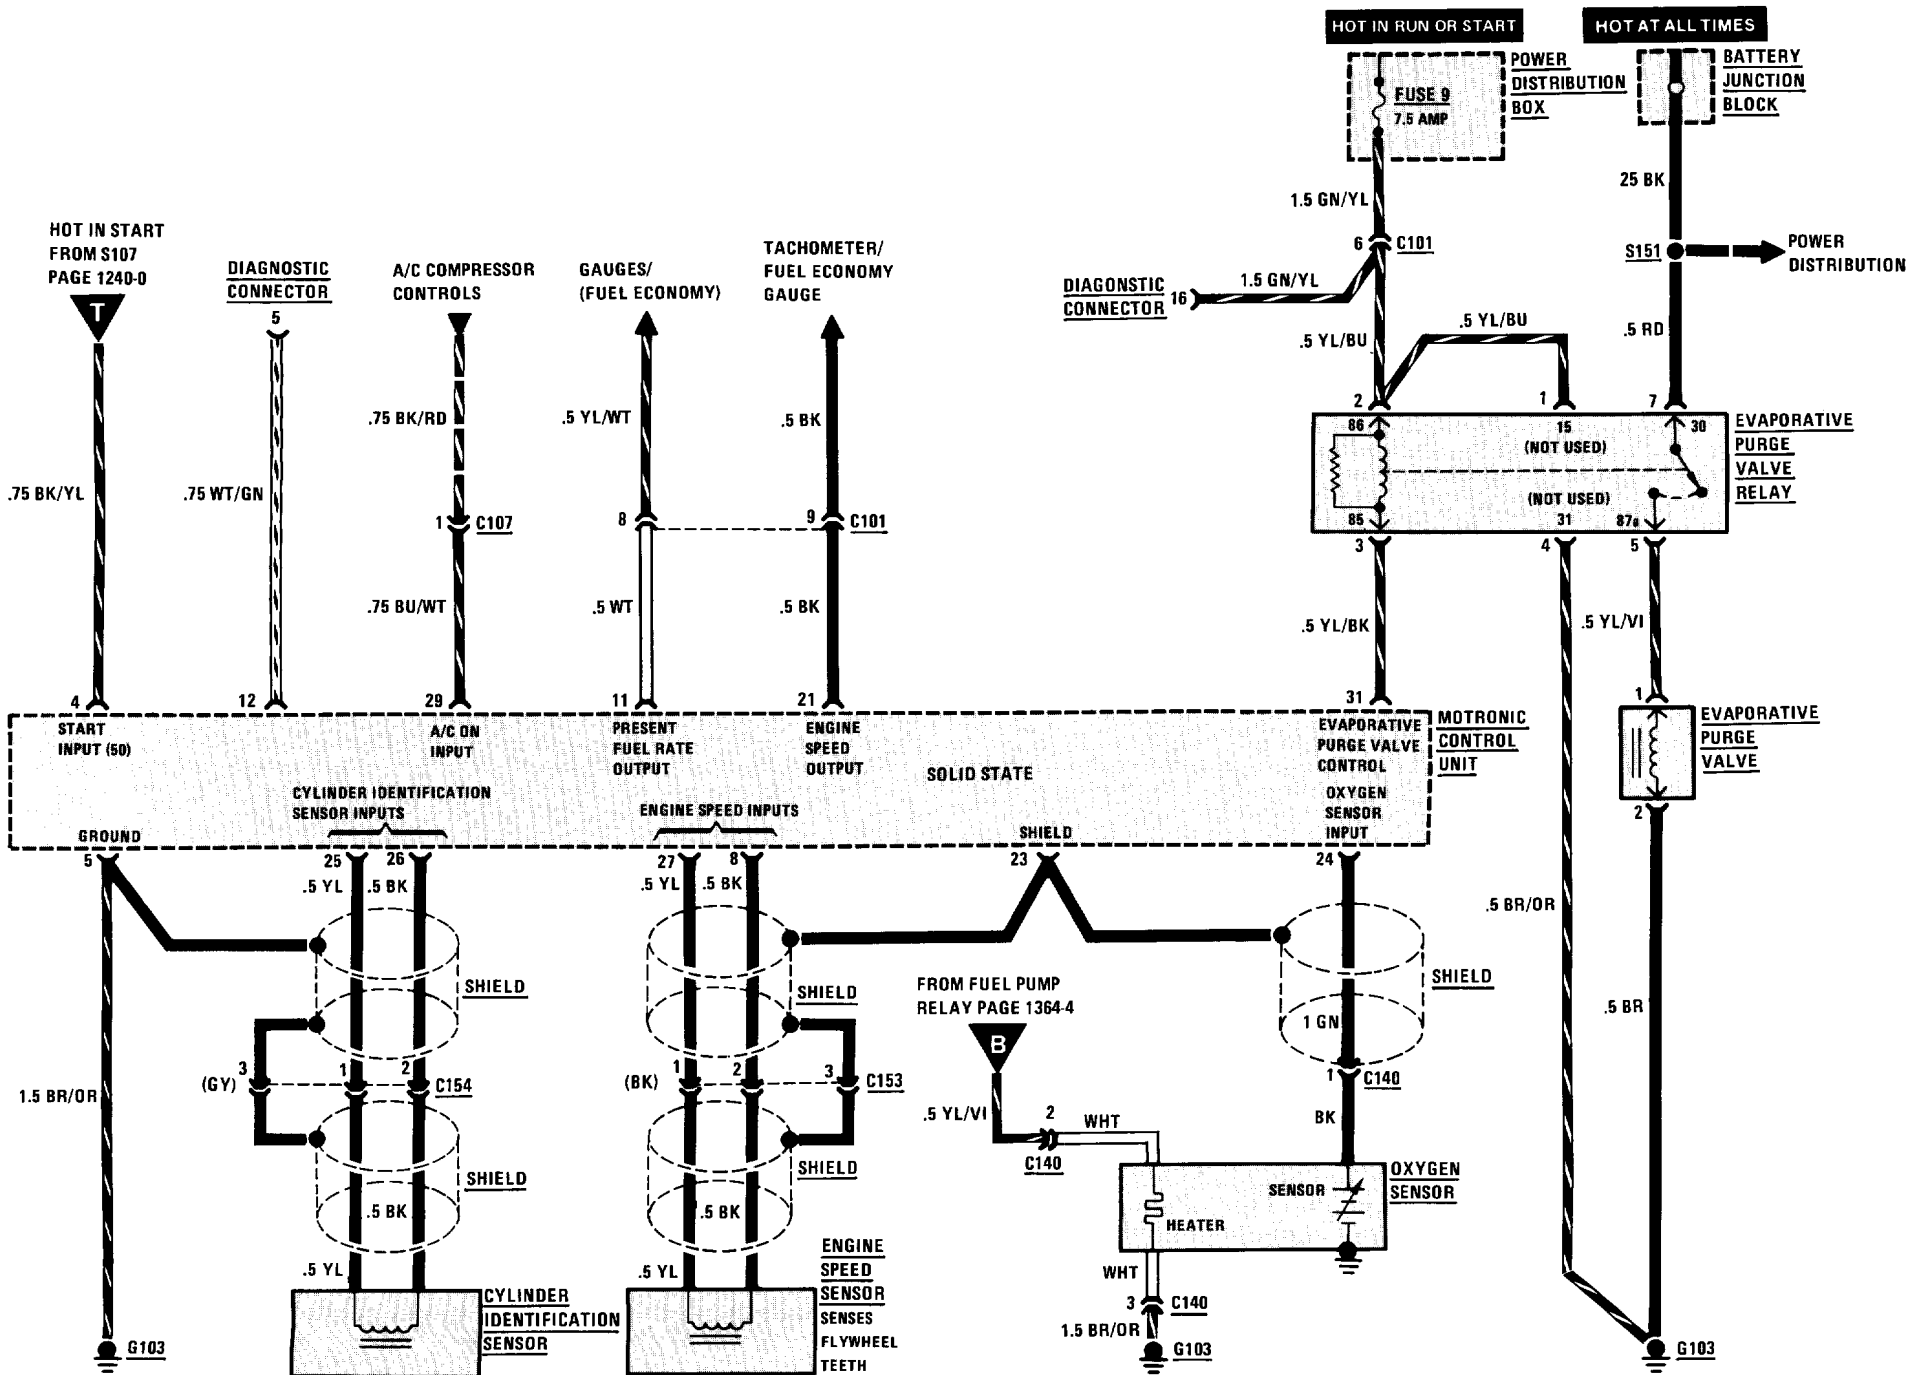 HOT IN RUN OR START
HOT AT ALL TIMES
POWER
DISTRIBUTION
BOX
FUSE 9
7.5 AMP
BATTERY
JUNCTION
BLOCK
1.5 GN/YL
25 BK
6
C101
S151
POWER
DISTRIBUTION
DIAGONSTIC
CONNECTOR
16
1.5 GN/YL
.5 YL/BU
.5 YL/BU
.5 RD
HOT IN START
FROM S107
PAGE 1240-0
T
DIAGNOSTIC
CONNECTOR
5
A/C COMPRESSOR
CONTROLS
GAUGES/
(FUEL ECONOMY)
TACHOMETER/
FUEL ECONOMY
GAUGE
.75 BK/YL
.75 WT/GN
.75 BK/RD
.5 YL/WT
.5 BK
1
C107
8
9
C101
.75 BU/WT
.5 WT
.5 BK
2
1
7
86
15
30
(NOT USED)
(NOT USED)
85
31
87a
EVAPORATIVE
PURGE
VALVE
RELAY
3
4
5
.5 YL/BK
.5 YL/VI
4
12
29
11
21
31
1
START
INPUT (50)
A/C ON
INPUT
PRESENT
FUEL RATE
OUTPUT
ENGINE
SPEED
OUTPUT
SOLID STATE
EVAPORATIVE
PURGE VALVE
CONTROL
MOTRONIC
CONTROL
UNIT
EVAPORATIVE
PURGE
VALVE
2
CYLINDER IDENTIFICATION
SENSOR INPUTS
ENGINE SPEED INPUTS
OXYGEN
SENSOR
INPUT
GROUND
SHIELD
5
25
26
27
8
23
24
.5 YL
.5 BK
.5 YL
.5 BK
.5 BR/OR
SHIELD
SHIELD
FROM FUEL PUMP
RELAY PAGE 1364-4
B
SHIELD
1 GN
.5 BR
1.5 BR/OR
(GY)
3
1
2
C154
(BK)
1
2
3
C153
1
C140
.5 YL/VI
2
WHT
C140
BK
SHIELD
SHIELD
.5 BK
.5 BK
SENSOR
HEATER
OXYGEN
SENSOR
.5 YL
.5 YL
WHT
3
C140
1.5 BR/OR
CYLINDER
IDENTIFICATION
SENSOR
ENGINE
SPEED
SENSOR
SENSES
FLYWHEEL
TEETH
G103
G103
G103